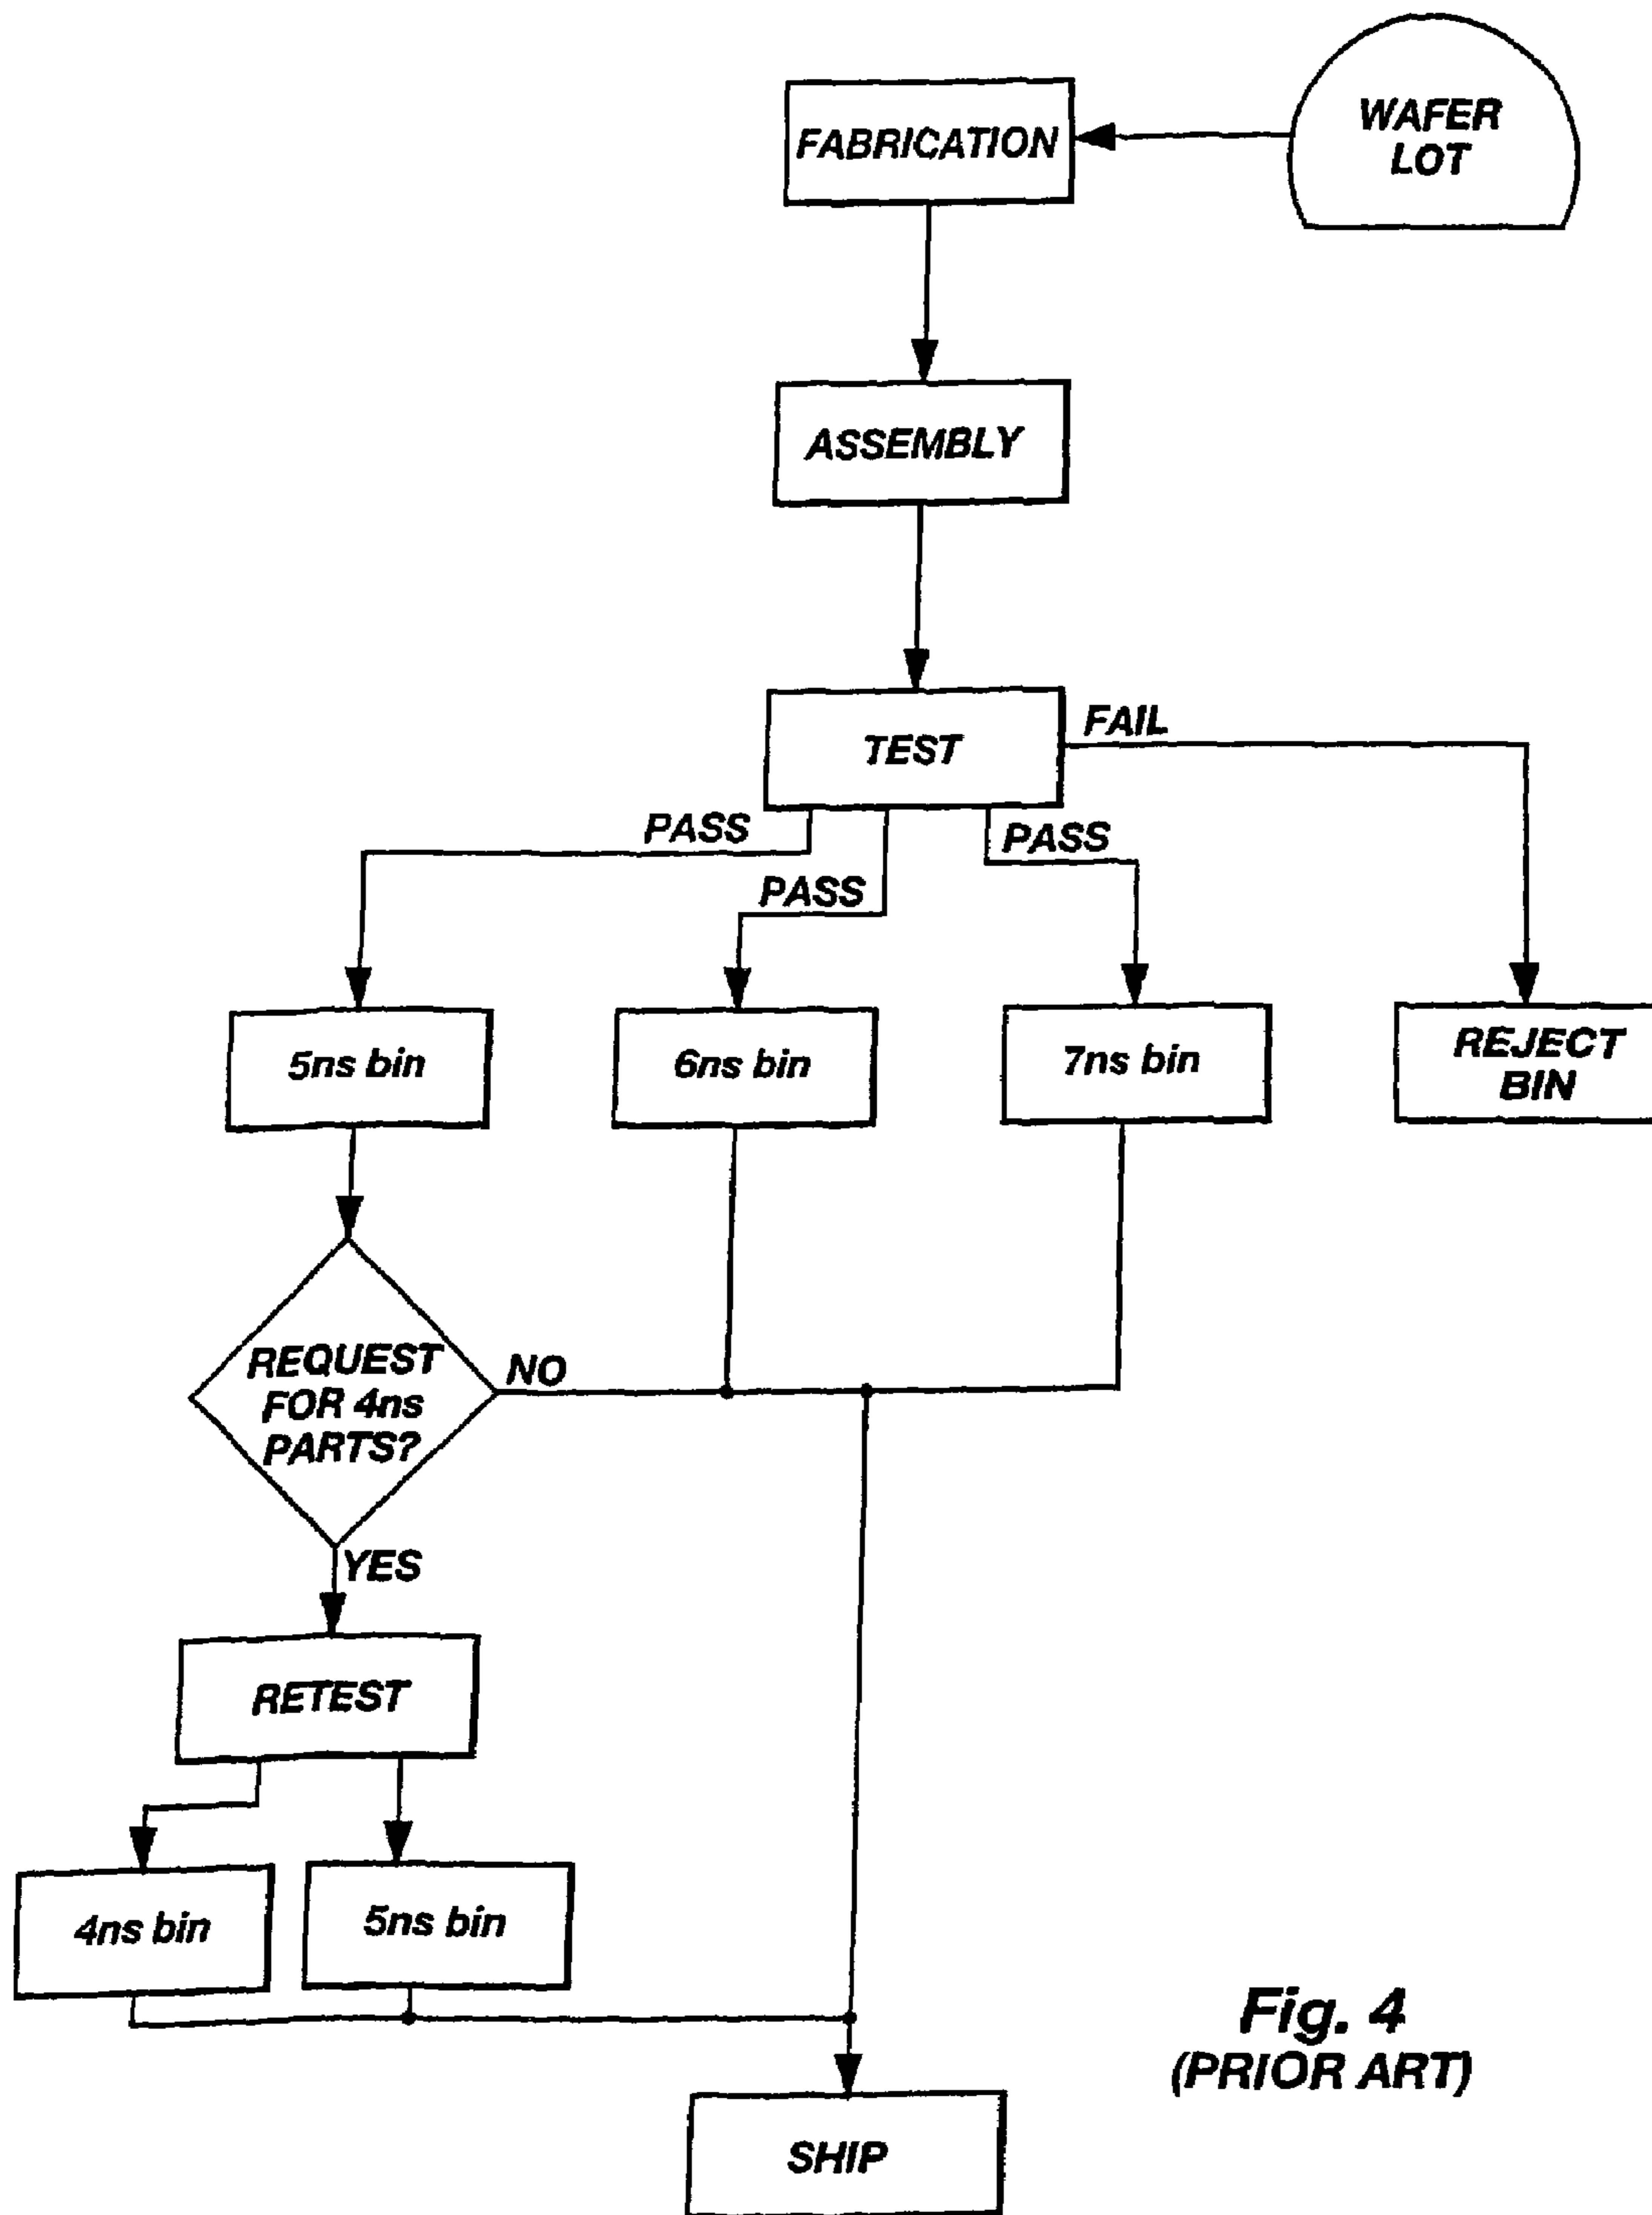 WAFER
LOT
FABRICATION
ASSEMBLY
TEST
FAIL
PASS
PASS
PASS
5ns bin
6ns bin
7ns bin
REJECT
BIN
REQUEST
FOR 4ns
PARTS?
NO
YES
RETEST
4ns bin
5ns bin
SHIP
Fig. 4
(PRIOR ART)